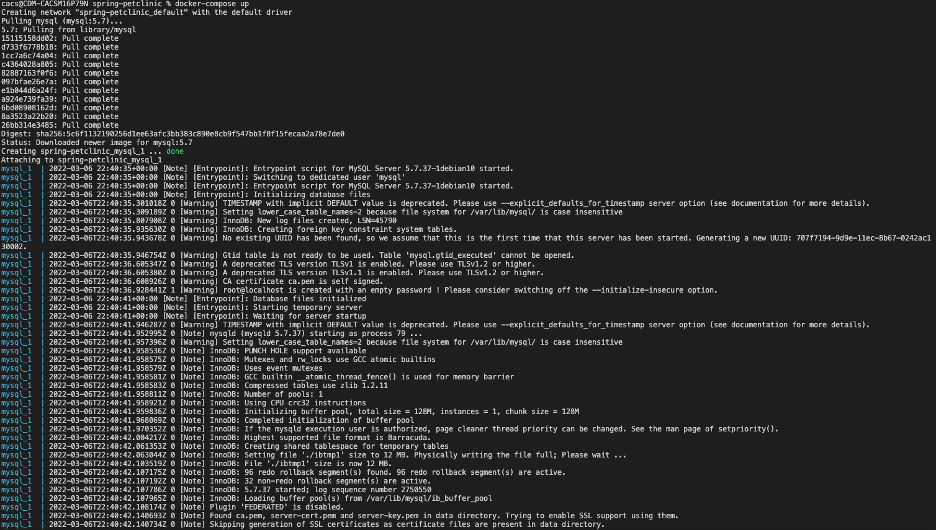 cacs@CDM-CACSM16P79N spring-petclinic % docker-compose up
Creating network "spring-petclinic_default" with the default driver
Pulling mysql (mysql:5.7)...
5.7: Pulling from library/mysql
15115158dd02: Pull complete
d733f6778b18: Pull complete
1cc7a6c74a04: Pull complete
c4364028a805: Pull complete
82887163f0f6: Pull complete
097bfae26e7a: Pull complete
e1b044d6a24f: Pull complete
a924e739fa39: Pull complete
6bd08908162d: Pull complete
8a3523a22b20: Pull complete
26bb314e3485: Pull complete
Digest: sha256:5c6f1132190256d1ee63afc3bb383c890e8cb9f547bb1f8f15fecaa2a78e7de0
Status: Downloaded newer image for mysql:5.7
Creating spring-petclinic_mysql_1 ... done
Attaching to spring-petclinic_mysql_1
mysql_1 | 2022-03-06 22:40:35+00:00 [Note] [Entrypoint]: Entrypoint script for MySQL Server 5.7.37-1debian10 started.
mysql_1 | 2022-03-06 22:40:35+00:00 [Note] [Entrypoint]: Switching to dedicated user 'mysql'
mysql_1 | 2022-03-06 22:40:35+00:00 [Note] [Entrypoint]: Entrypoint script for MySQL Server 5.7.37-1debian10 started.
mysql_1 | 2022-03-06 22:40:35+00:00 [Note] [Entrypoint]: Initializing database files
mysql_1 | 2022-03-06T22:40:35.301018Z 0 [Warning] TIMESTAMP with implicit DEFAULT value is deprecated. Please use --explicit_defaults_for_timestamp server option (see documentation for more details).
mysql_1 | 2022-03-06T22:40:35.309189Z 0 [Warning] Setting lower_case_table_names=2 because file system for /var/lib/mysql/ is case insensitive
mysql_1 | 2022-03-06T22:40:35.807908Z 0 [Warning] InnoDB: New log files created, LSN=45790
mysql_1 | 2022-03-06T22:40:35.935630Z 0 [Warning] InnoDB: Creating foreign key constraint system tables.
mysql_1 | 2022-03-06T22:40:35.943678Z 0 [Warning] No existing UUID has been found, so we assume that this is the first time that this server has been started. Generating a new UUID: 707f7194-9d9e-11ec-8b67-0242ac1
30002.
mysql_1 | 2022-03-06T22:40:35.946754Z 0 [Warning] Gtid table is not ready to be used. Table 'mysql.gtid_executed' cannot be opened.
mysql_1 | 2022-03-06T22:40:36.605347Z 0 [Warning] A deprecated TLS version TLSv1 is enabled. Please use TLSv1.2 or higher.
mysql_1 | 2022-03-06T22:40:36.605380Z 0 [Warning] A deprecated TLS version TLSv1.1 is enabled. Please use TLSv1.2 or higher.
mysql_1 | 2022-03-06T22:40:36.608926Z 0 [Warning] CA certificate ca.pem is self signed.
mysql_1 | 2022-03-06T22:40:36.928441Z 1 [Warning] root@localhost is created with an empty password ! Please consider switching off the --initialize-insecure option.
mysql_1 | 2022-03-06 22:40:41+00:00 [Note] [Entrypoint]: Database files initialized
mysql_1 | 2022-03-06 22:40:41+00:00 [Note] [Entrypoint]: Starting temporary server
mysql_1 | 2022-03-06 22:40:41+00:00 [Note] [Entrypoint]: Waiting for server startup
mysql_1 | 2022-03-06T22:40:41.946287Z 0 [Warning] TIMESTAMP with implicit DEFAULT value is deprecated. Please use --explicit_defaults_for_timestamp server option (see documentation for more details).
mysql_1 | 2022-03-06T22:40:41.952995Z 0 [Note] mysqld (mysqld 5.7.37) starting as process 79 ...
mysql_1 | 2022-03-06T22:40:41.957396Z 0 [Warning] Setting lower_case_table_names=2 because file system for /var/lib/mysql/ is case insensitive
mysql_1 | 2022-03-06T22:40:41.958536Z 0 [Note] InnoDB: PUNCH HOLE support available
mysql_1 | 2022-03-06T22:40:41.958575Z 0 [Note] InnoDB: Mutexes and rw_locks use GCC atomic builtins
mysql_1 | 2022-03-06T22:40:41.958579Z 0 [Note] InnoDB: Uses event mutexes
mysql_1 | 2022-03-06T22:40:41.958581Z 0 [Note] InnoDB: GCC builtin __atomic_thread_fence() is used for memory barrier
mysql_1 | 2022-03-06T22:40:41.958583Z 0 [Note] InnoDB: Compressed tables use zlib 1.2.11
mysql_1 | 2022-03-06T22:40:41.958811Z 0 [Note] InnoDB: Number of pools: 1
mysql_1 | 2022-03-06T22:40:41.958921Z 0 [Note] InnoDB: Using CPU crc32 instructions
mysql_1 | 2022-03-06T22:40:41.959836Z 0 [Note] InnoDB: Initializing buffer pool, total size = 128M, instances = 1, chunk size = 128M
mysql_1 | 2022-03-06T22:40:41.968069Z 0 [Note] InnoDB: Completed initialization of buffer pool
mysql_1 | 2022-03-06T22:40:41.970352Z 0 [Note] InnoDB: If the mysqld execution user is authorized, page cleaner thread priority can be changed. See the man page of setpriority().
mysql_1 | 2022-03-06T22:40:42.004217Z 0 [Note] InnoDB: Highest supported file format is Barracuda.
mysql_1 | 2022-03-06T22:40:42.061353Z 0 [Note] InnoDB: Creating shared tablespace for temporary tables
mysql_1 | 2022-03-06T22:40:42.063044Z 0 [Note] InnoDB: Setting file './ibtmp1' size to 12 MB. Physically writing the file full; Please wait ...
mysql_1 | 2022-03-06T22:40:42.103519Z 0 [Note] InnoDB: File './ibtmp1' size is now 12 MB.
mysql_1 | 2022-03-06T22:40:42.107175Z 0 [Note] InnoDB: 96 redo rollback segment(s) found. 96 redo rollback segment(s) are active.
mysql_1 | 2022-03-06T22:40:42.107192Z 0 [Note] InnoDB: 32 non-redo rollback segment(s) are active.
mysql_1 | 2022-03-06T22:40:42.107786Z 0 [Note] InnoDB: 5.7.37 started; log sequence number 2750550
mysql_1 | 2022-03-06T22:40:42.107965Z 0 [Note] InnoDB: Loading buffer pool(s) from /var/lib/mysql/ib_buffer_pool
mysql_1 | 2022-03-06T22:40:42.108174Z 0 [Note] Plugin 'FEDERATED' is disabled.
mysql_1 | 2022-03-06T22:40:42.140693Z 0 [Note] Found ca.pem, server-cert.pem and server-key.pem in data directory. Trying to enable SSL support using them.
mysql_1 | 2022-03-06T22:40:42.140734Z 0 [Note] Skipping generation of SSL certificates as certificate files are present in data directory.